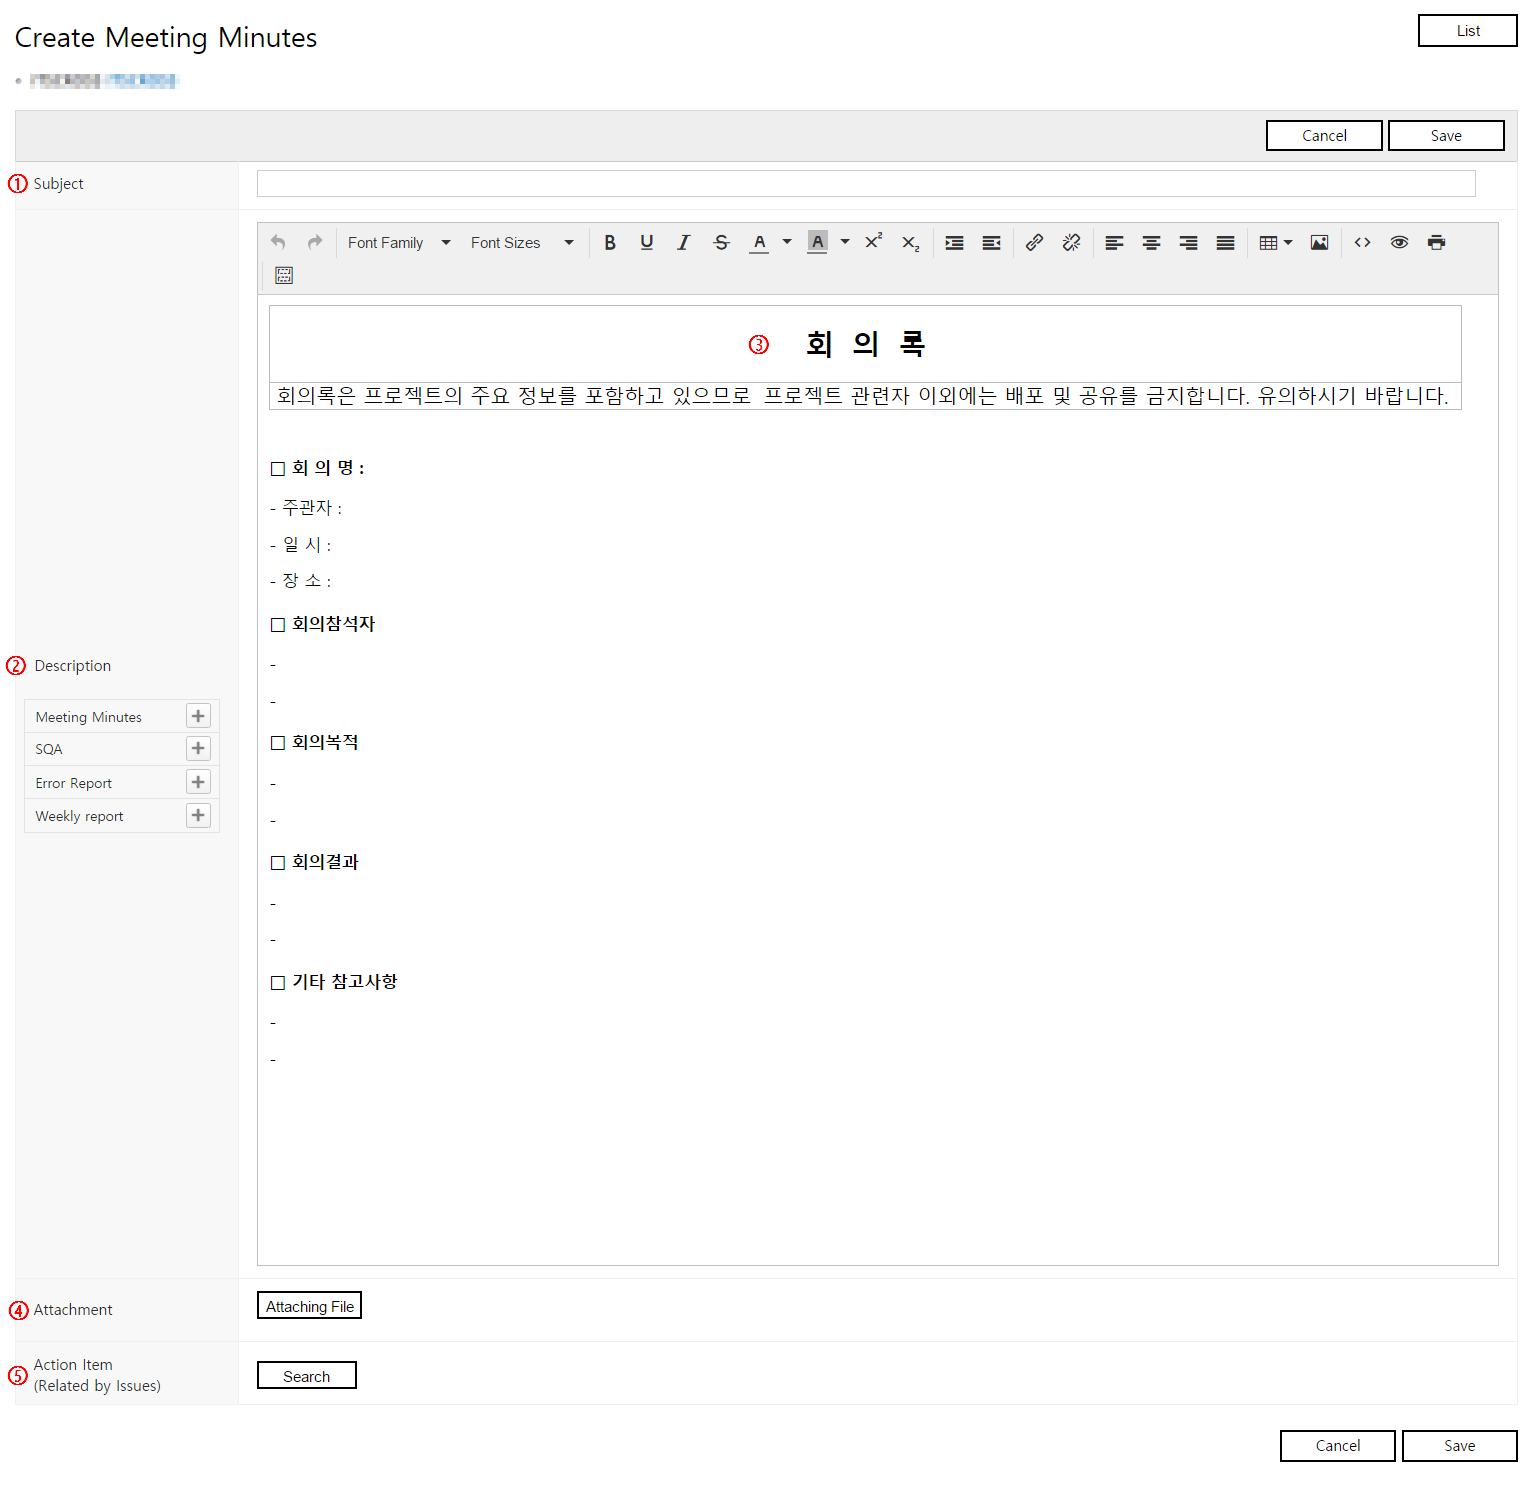 Create Meeting Minutes
List
Cancel Save
① Subject
Font Family Font Sizes B U I S A A X² X₂
③ 회 의 록
회의록은 프로젝트의 주요 정보를 포함하고 있으므로 프로젝트 관련자 이외에는 배포 및 공유를 금지합니다. 유의하시기 바랍니다.
□ 회 의 명 :
- 주관자 :
- 일 시 :
- 장 소 :
□ 회의참석자
-
-
□ 회의복적
-
-
□ 회의결과
-
-
□ 기타 참고사항
-
-
② Description
Meeting Minutes
SQA
Error Report
Weekly report
④ Attachment
Attaching File
⑤ Action Item
(Related by Issues)
Search
Cancel Save